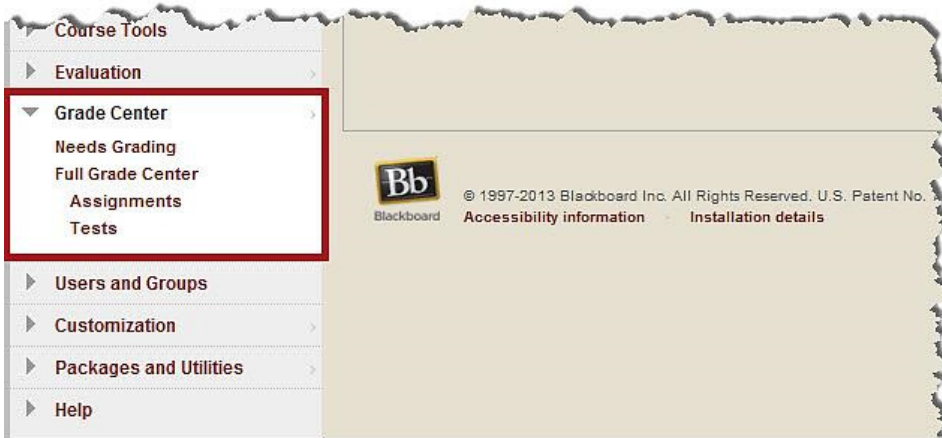 Course Tools
Evaluation
Grade Center
Needs Grading
Full Grade Center
Assignments
Tests
Users and Groups
Customization
Packages and Utilities
Help
Bb
Blackboard
© 1997-2013 Blackboard Inc. All Rights Reserved. U.S. Patent No.
Accessibility information
Installation details